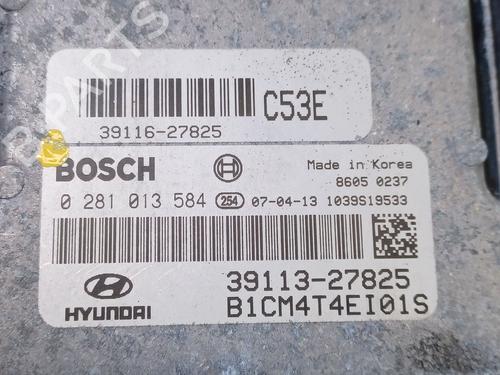 C53E
39116-27825
BOSCH
Made in Korea
8605 0237
0 281 013 584 254 07-04-13 1039S19533
39113-27825
HYUNDAI
B1CM4T4EI01S